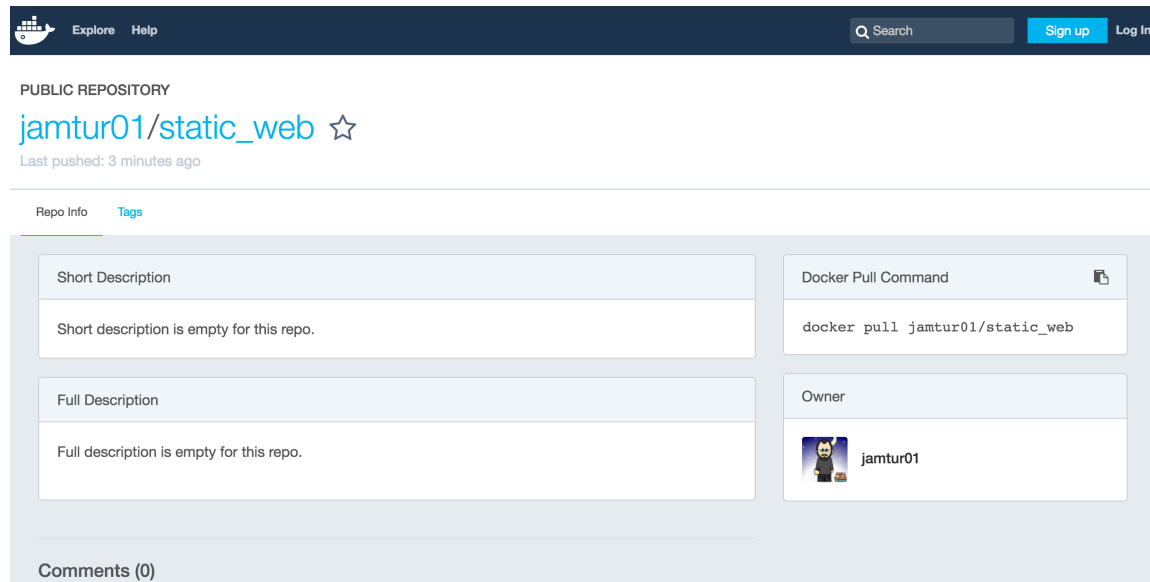 Explore Help Search Sign up Log In
PUBLIC REPOSITORY
jamtur01/static_web
Last pushed: 3 minutes ago
Repo Info Tags
Short Description
Short description is empty for this repo.
Full Description
Full description is empty for this repo.
Docker Pull Command
docker pull jamtur01/static_web
Owner
jamtur01
Comments (0)